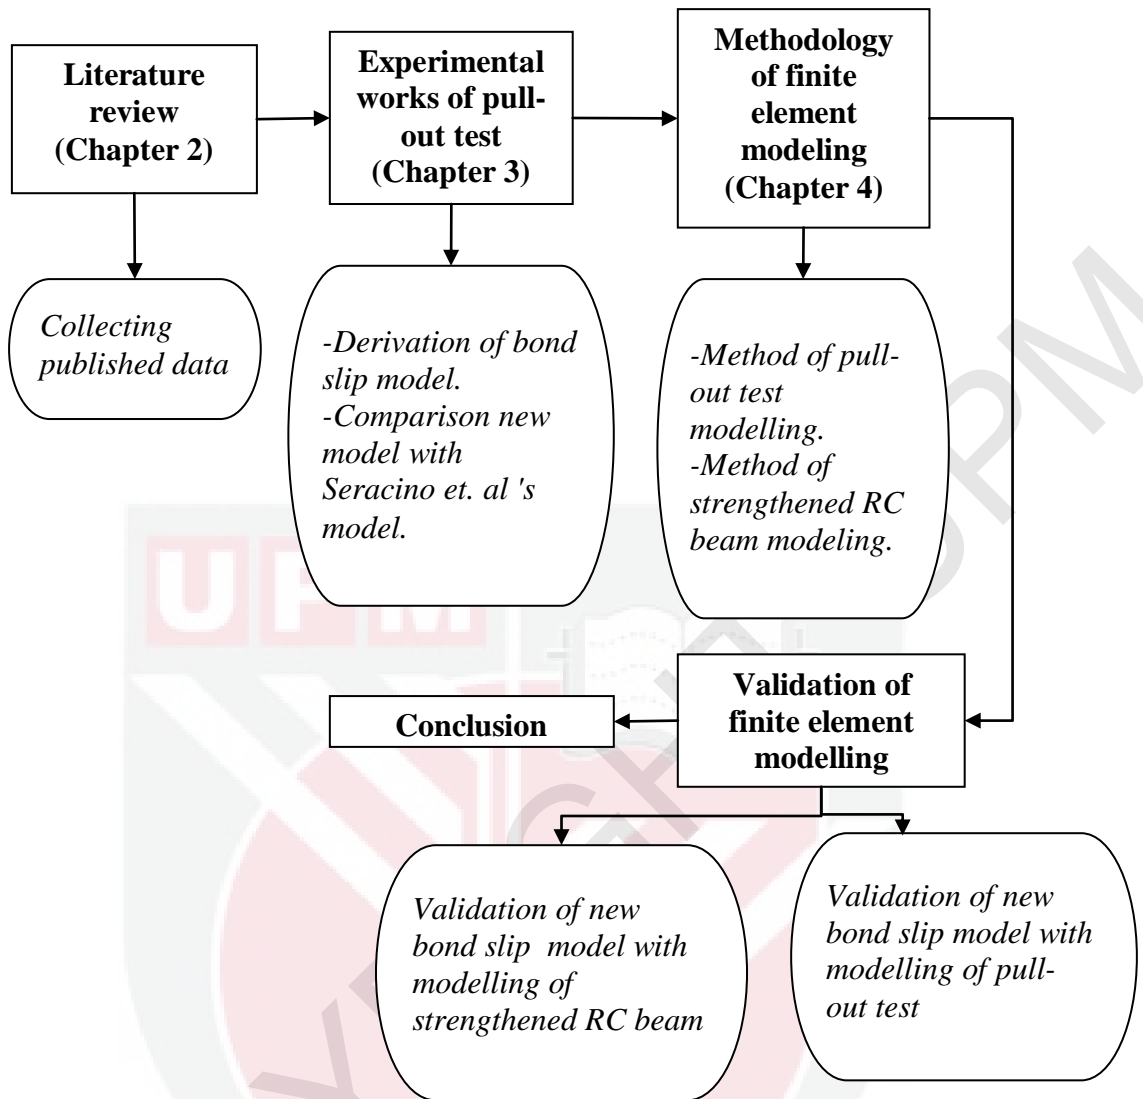 Literature
review
(Chapter 2)
Experimental
works of pull-
out test
(Chapter 3)
Methodology
of finite
element
modeling
(Chapter 4)
Collecting
published data
-Derivation of bond
slip model.
-Comparison new
model with
Seracino et. al 's
model.
-Method of pull-
out test
modelling.
-Method of
strengthened RC
beam modeling.
Validation of
finite element
modelling
Conclusion
Validation of new
bond slip  model with
modelling of
strengthened RC beam
Validation of new
bond slip model with
modelling of pull-
out test
UPM
UPM